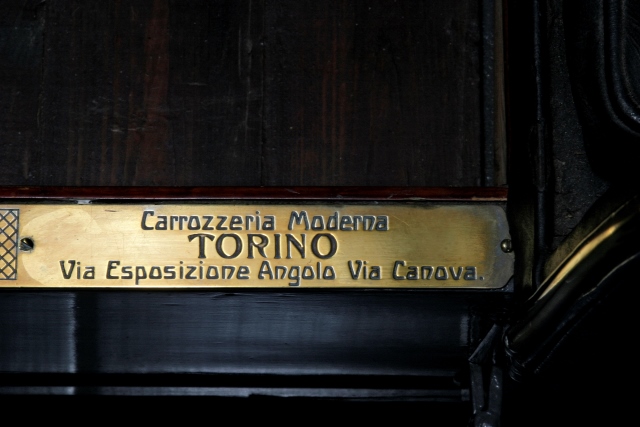 Carrozzeria Moderna
TORINO
Via Esposizione Angolo Via Canova.